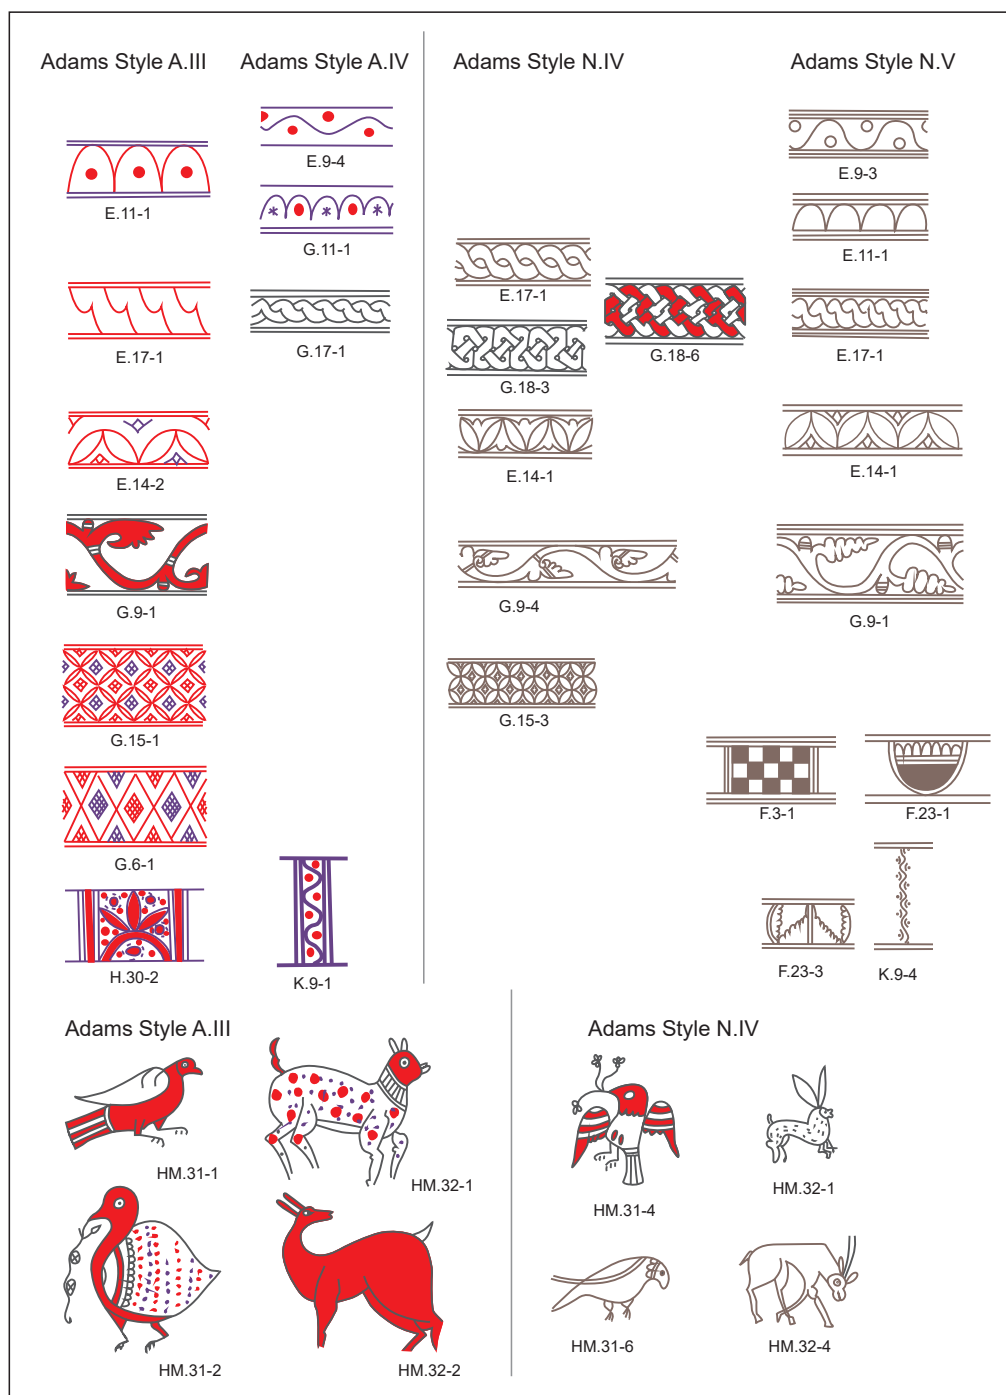 Adams Style A.III
Adams Style A.IV
Adams Style N.IV
Adams Style N.V
E.11-1
E.17-1
E.14-2
G.9-1
G.15-1
G.6-1
H.30-2
E.9-4
G.11-1
G.17-1
K.9-1
E.17-1
G.18-6
G.18-3
E.14-1
G.9-4
G.15-3
E.9-3
E.11-1
E.17-1
E.14-1
G.9-1
F.3-1
F.23-1
F.23-3
K.9-4
Adams Style A.III
HM.31-1
HM.32-1
HM.31-2
HM.32-2
Adams Style N.IV
HM.31-4
HM.32-1
HM.31-6
HM.32-4